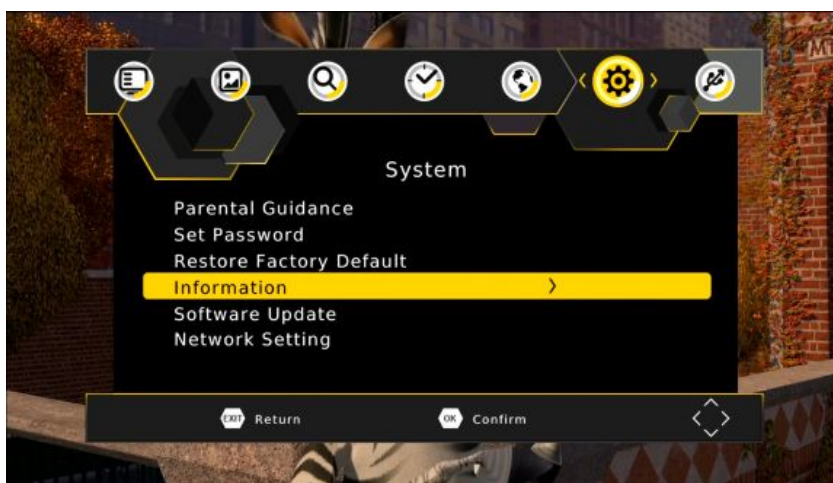 System
Parental Guidance
Set Password
Restore Factory Default
Information >
Software Update
Network Setting
EXIT Return OK Confirm